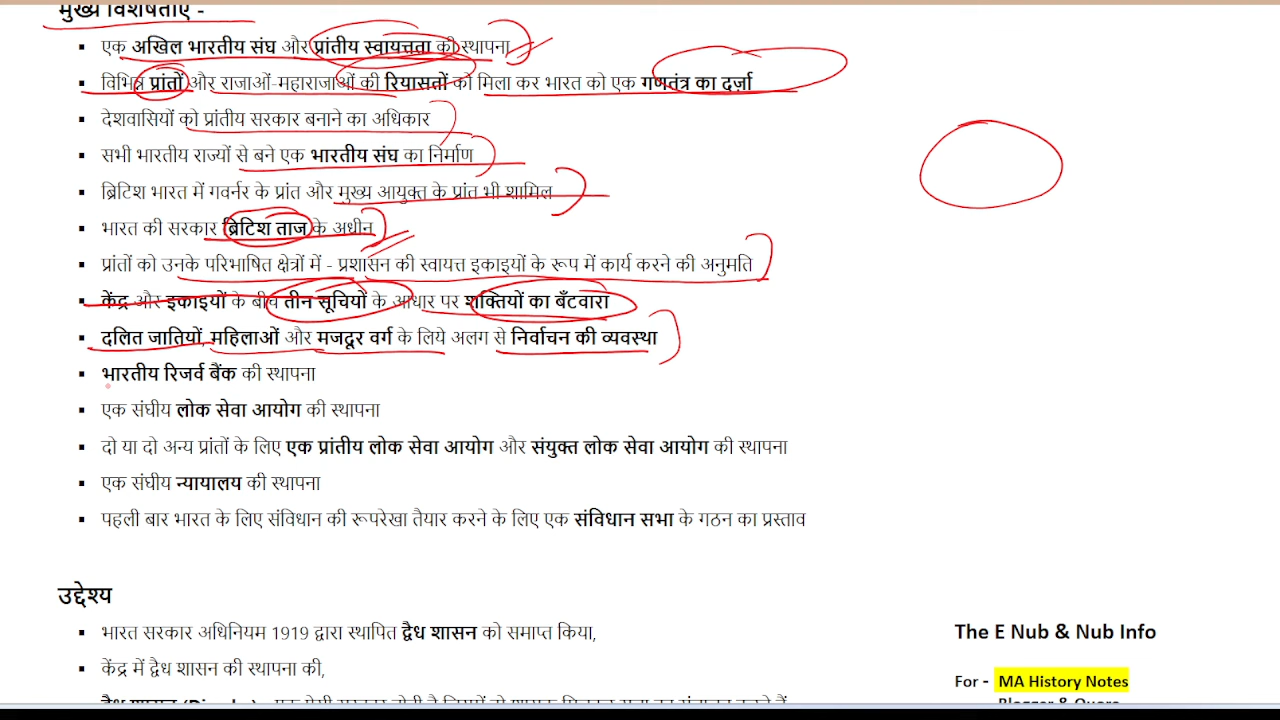 मुख्य विशेषताए -
▪ एक अखिल भारतीय संघ और प्रांतीय स्वायत्तता की स्थापना
▪ विभिन्न प्रांतों और राजाओं-महाराजाओं की रियासतों को मिला कर भारत को एक गणतंत्र का दर्ज़ा
▪ देशवासियों को प्रांतीय सरकार बनाने का अधिकार
▪ सभी भारतीय राज्यों से बने एक भारतीय संघ का निर्माण
▪ ब्रिटिश भारत में गवर्नर के प्रांत और मुख्य आयुक्त के प्रांत भी शामिल
▪ भारत की सरकार ब्रिटिश ताज के अधीन
▪ प्रांतों को उनके परिभाषित क्षेत्रों में - प्रशासन की स्वायत्त इकाइयों के रूप में कार्य करने की अनुमति
▪ केंद्र और इकाइयों के बीच तीन सूचियों के आधार पर शक्तियों का बँटवारा
▪ दलित जातियों, महिलाओं और मजदूर वर्ग के लिये अलग से निर्वाचन की व्यवस्था
▪ भारतीय रिजर्व बैंक की स्थापना
▪ एक संघीय लोक सेवा आयोग की स्थापना
▪ दो या दो अन्य प्रांतों के लिए एक प्रांतीय लोक सेवा आयोग और संयुक्त लोक सेवा आयोग की स्थापना
▪ एक संघीय न्यायालय की स्थापना
▪ पहली बार भारत के लिए संविधान की रूपरेखा तैयार करने के लिए एक संविधान सभा के गठन का प्रस्ताव
उद्देश्य
▪ भारत सरकार अधिनियम 1919 द्वारा स्थापित द्वैध शासन को समाप्त किया,
The E Nub & Nub Info
▪ केंद्र में द्वैध शासन की स्थापना की,
For - MA History Notes
Blogger & Quora